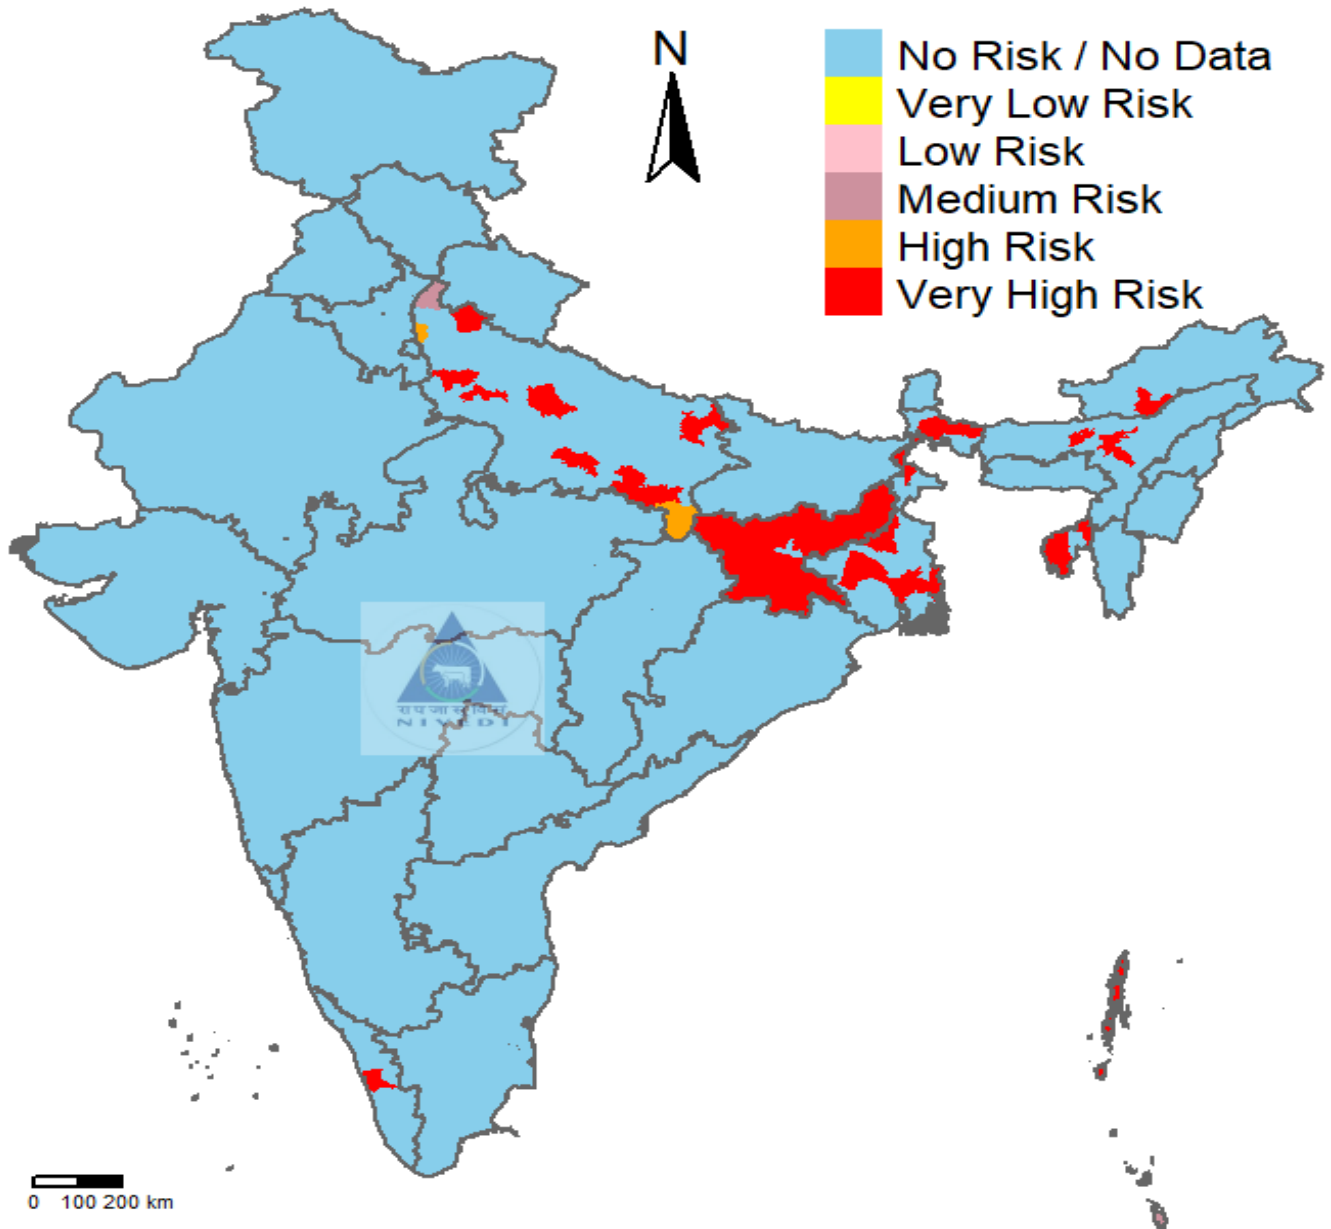 N
No Risk / No Data
Very Low Risk
Low Risk
Medium Risk
High Risk
Very High Risk
NIVEDI
0 100 200 km